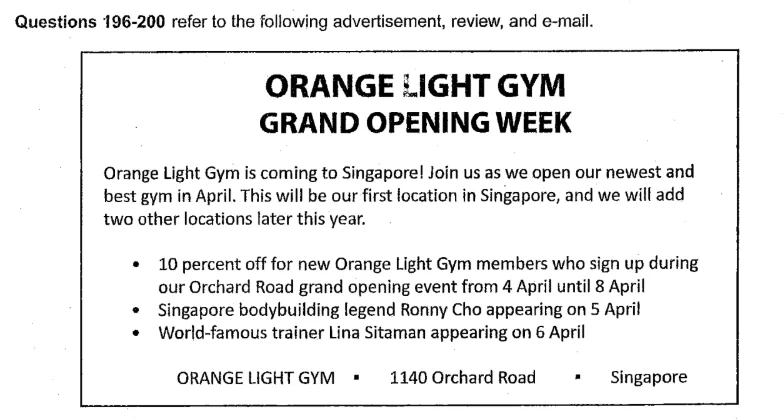 Questions 196-200 refer to the following advertisement, review, and e-mail.
ORANGE LIGHT GYM
GRAND OPENING WEEK
Orange Light Gym is coming to Singapore! Join us as we open our newest and
best gym in April. This will be our first location in Singapore, and we will add
two other locations later this year.
• 10 percent off for new Orange Light Gym members who sign up during
our Orchard Road grand opening event from 4 April until 8 April
• Singapore bodybuilding legend Ronny Cho appearing on 5 April
• World-famous trainer Lina Sitaman appearing on 6 April
ORANGE LIGHT GYM ▪ 1140 Orchard Road ▪ Singapore